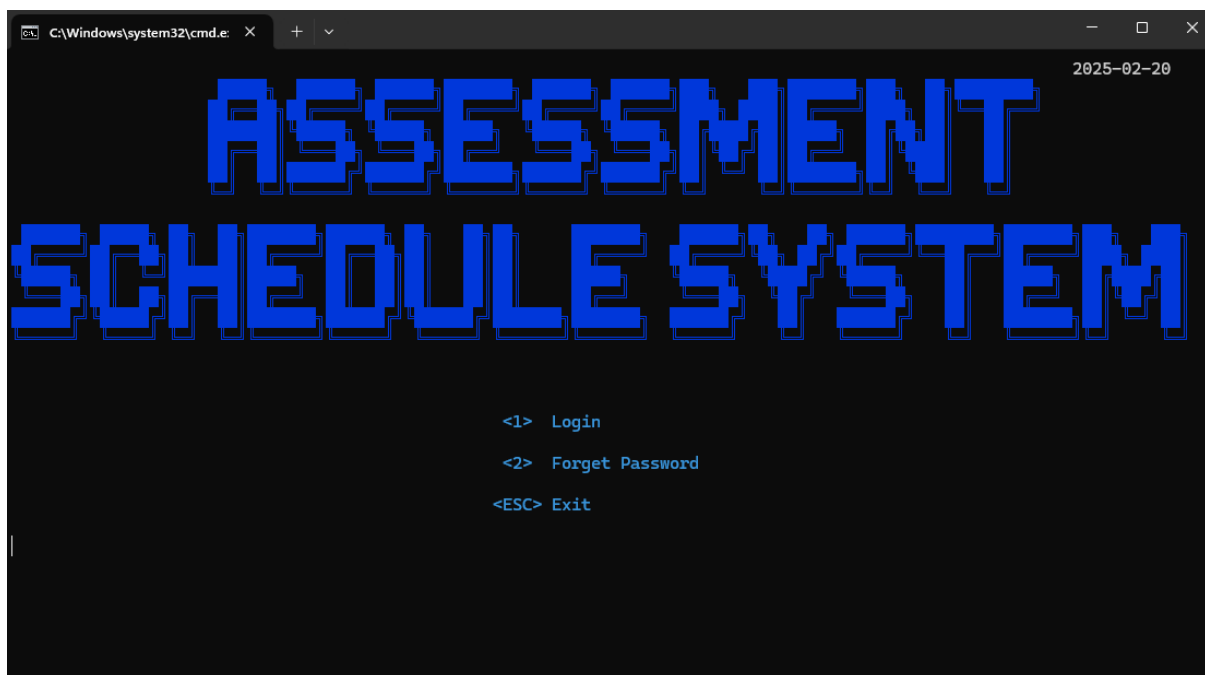 C:\Windows\system32\cmd.e:
2025-02-20
ASSESSMENT
SCHEDULE SYSTEM
<1> Login
<2> Forget Password
<ESC> Exit